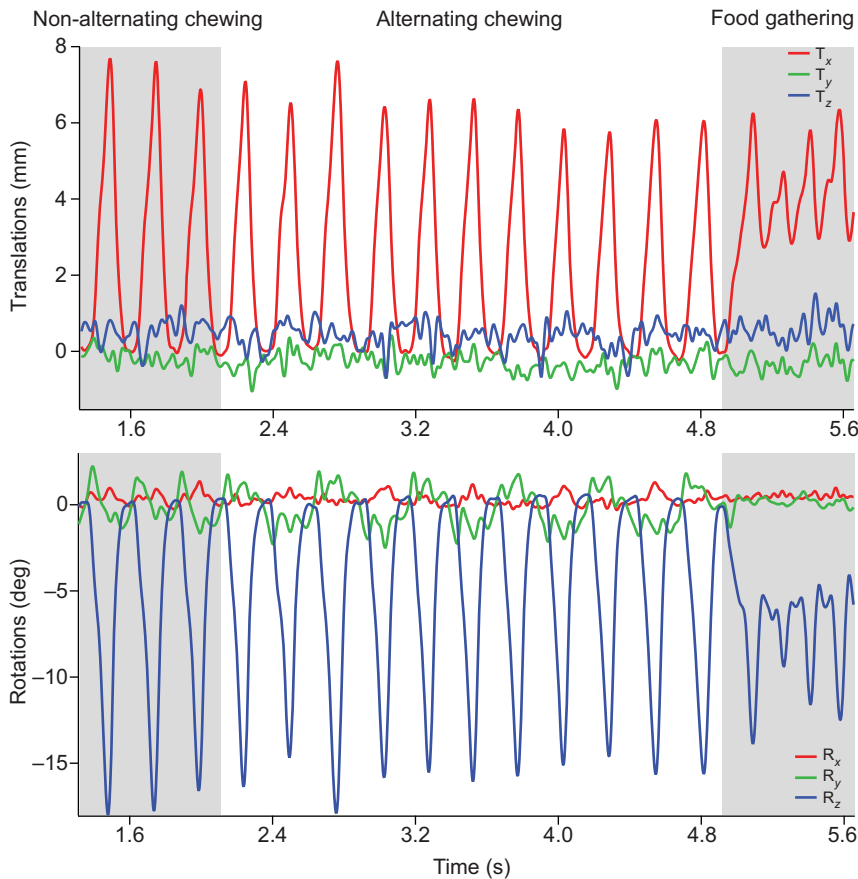 Non-alternating chewing Alternating chewing Food gathering
8
6
4
2
0
Translations (mm)
Tx
Ty
Tz
1.6 2.4 3.2 4.0 4.8 5.6
0
–5
–10
–15
Rotations (deg)
Rx
Ry
Rz
1.6 2.4 3.2 4.0 4.8 5.6
Time (s)